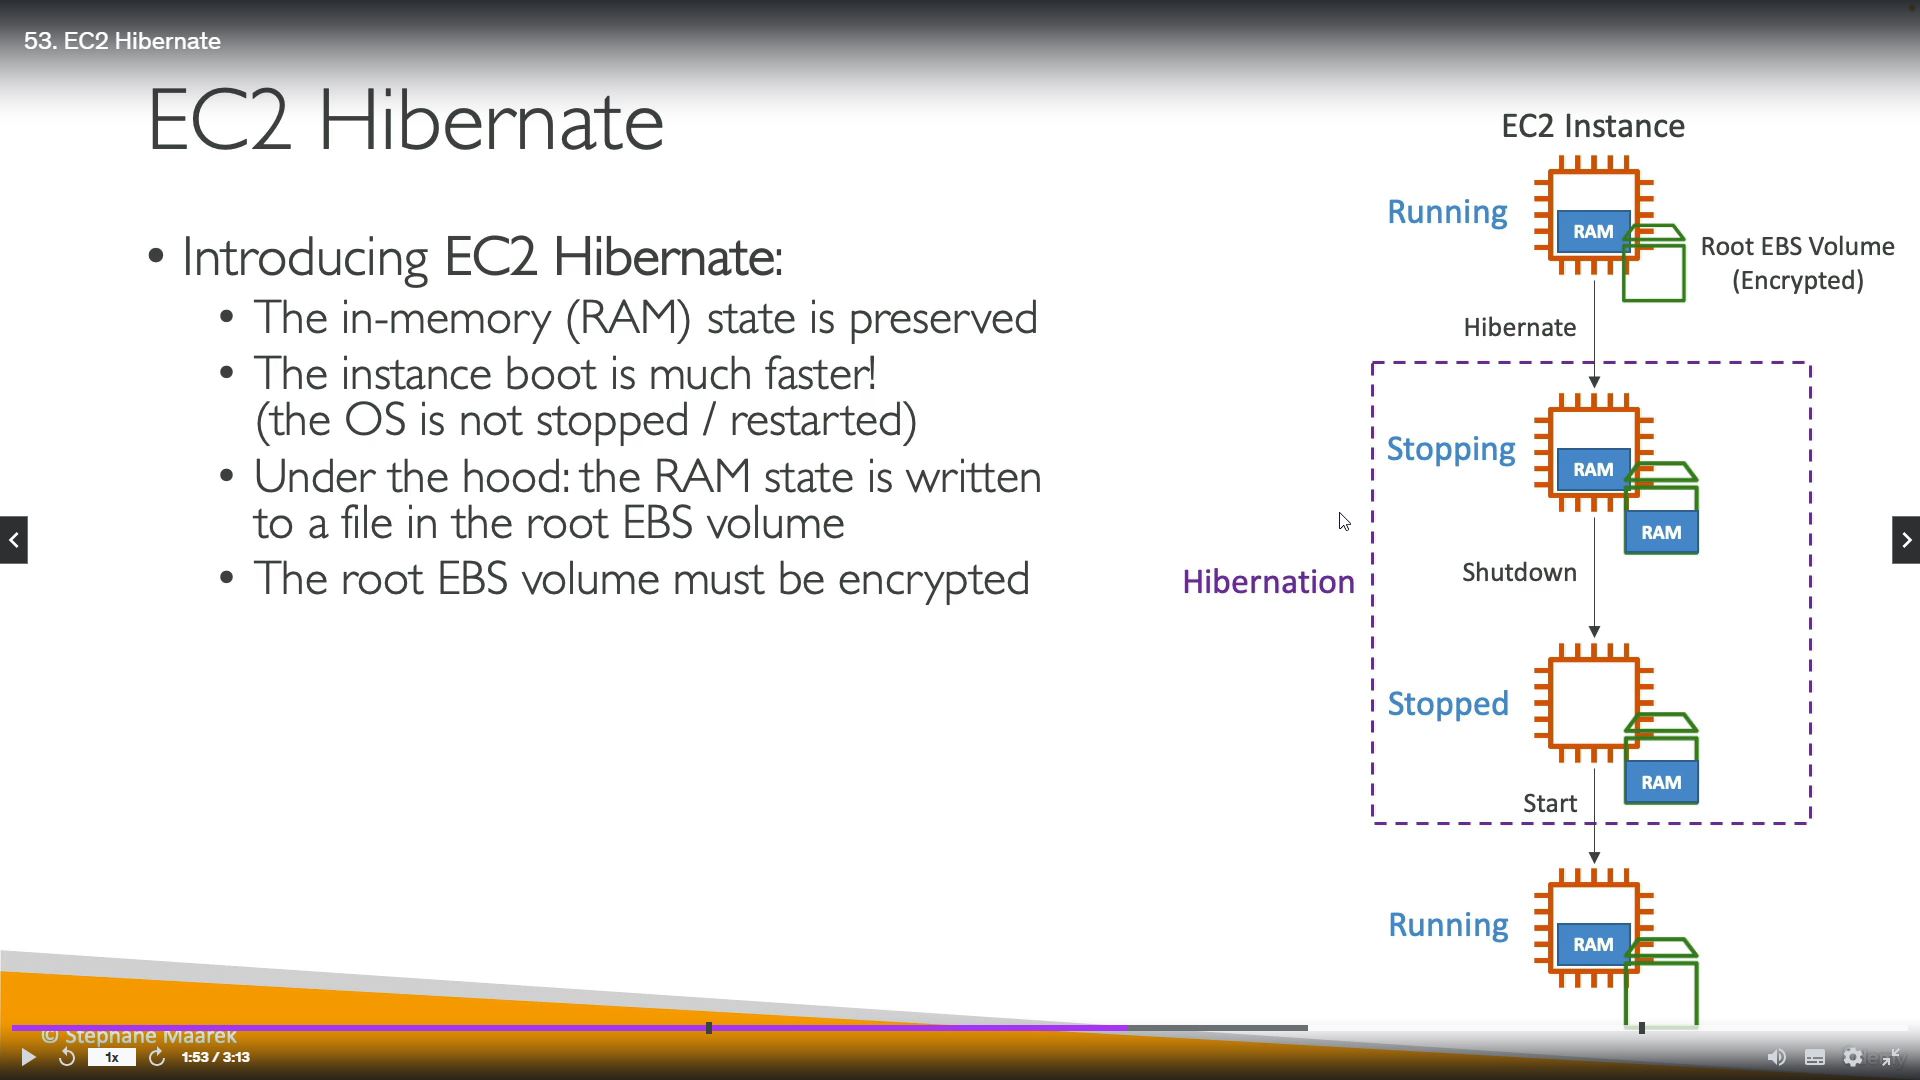 53. EC2 Hibernate
EC2 Hibernate
• Introducing EC2 Hibernate:
• The in-memory (RAM) state is preserved
• The instance boot is much faster!
(the OS is not stopped / restarted)
• Under the hood: the RAM state is written
to a file in the root EBS volume
• The root EBS volume must be encrypted
EC2 Instance
Running
RAM
Root EBS Volume
(Encrypted)
Hibernate
Stopping
RAM
RAM
Hibernation
Shutdown
Stopped
RAM
Start
Running
RAM
© Stephane Maarek
1x
1:53 / 3:13